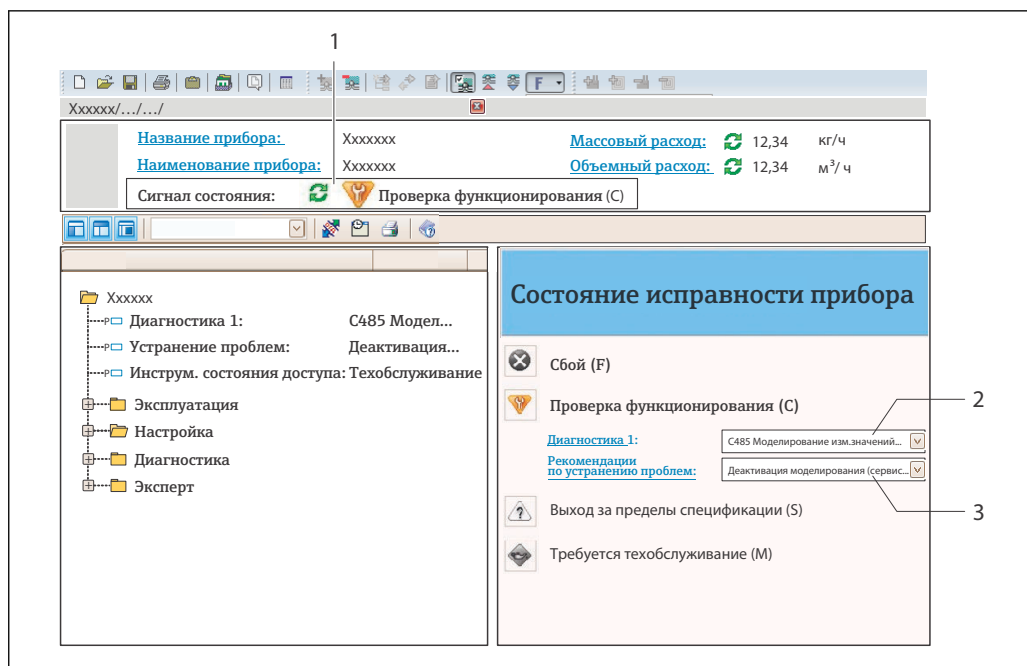 1
F
Xxxxxx/.../.../
Название прибора: Xxxxxxx Массовый расход: 12,34 кг/ч
Наименование прибора: Xxxxxxx Объемный расход: 12,34 м³/ ч
Сигнал состояния: Проверка функционирования (C)
Xxxxxx
P Диагностика 1: C485 Модел...
P Устранение проблем: Деактивация...
P Инструм. состояния доступа: Техобслуживание
Эксплуатация
Настройка
Диагностика
Эксперт
Состояние исправности прибора
Сбой (F)
Проверка функционирования (C)
2
Диагностика 1: C485 Моделирование изм.значений...
Рекомендации
по устранению проблем: Деактивация моделирования (сервис...
3
Выход за пределы спецификации (S)
Требуется техобслуживание (M)